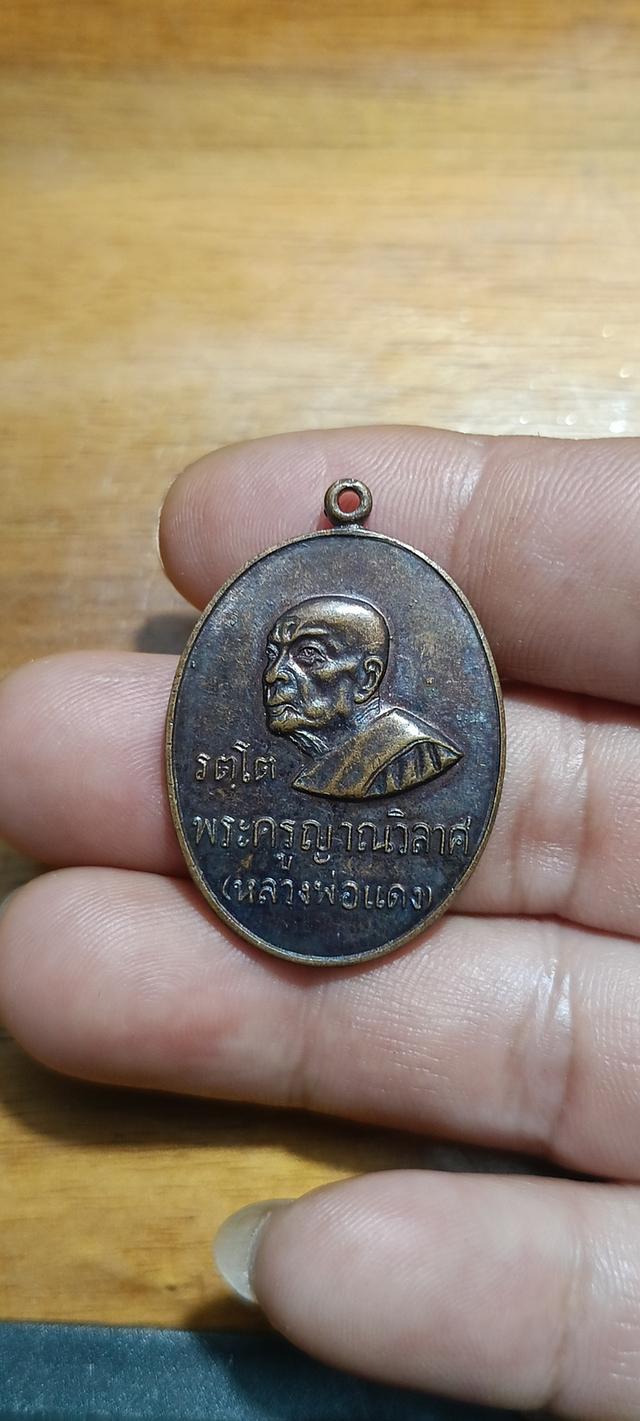 รตฺโต
พระครูญาณวิลาศ
(หลวงพ่อแดง)